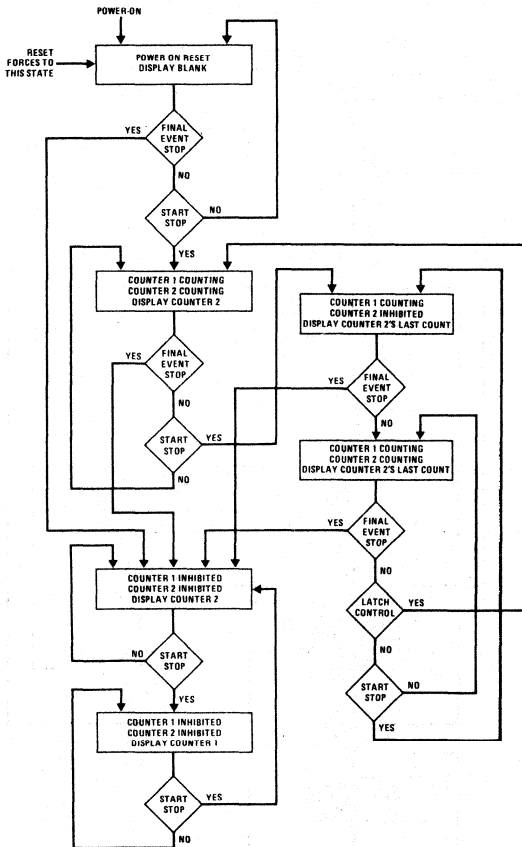 POWER-ON
RESET
FORCES TO
THIS STATE
POWER ON RESET
DISPLAY BLANK
YES
FINAL
EVENT
STOP
NO
START
STOP
NO
YES
COUNTER 1 COUNTING
COUNTER 2 COUNTING
DISPLAY COUNTER 2
YES
FINAL
EVENT
STOP
NO
START
STOP
YES
NO
COUNTER 1 COUNTING
COUNTER 2 INHIBITED
DISPLAY COUNTER 2'S LAST COUNT
YES
FINAL
EVENT
STOP
NO
COUNTER 1 COUNTING
COUNTER 2 COUNTING
DISPLAY COUNTER 2'S LAST COUNT
YES
FINAL
EVENT
STOP
NO
LATCH
CONTROL
YES
NO
START
STOP
NO
YES
COUNTER 1 INHIBITED
COUNTER 2 INHIBITED
DISPLAY COUNTER 2
NO
START
STOP
YES
COUNTER 1 INHIBITED
COUNTER 2 INHIBITED
DISPLAY COUNTER 1
START
STOP
YES
NO